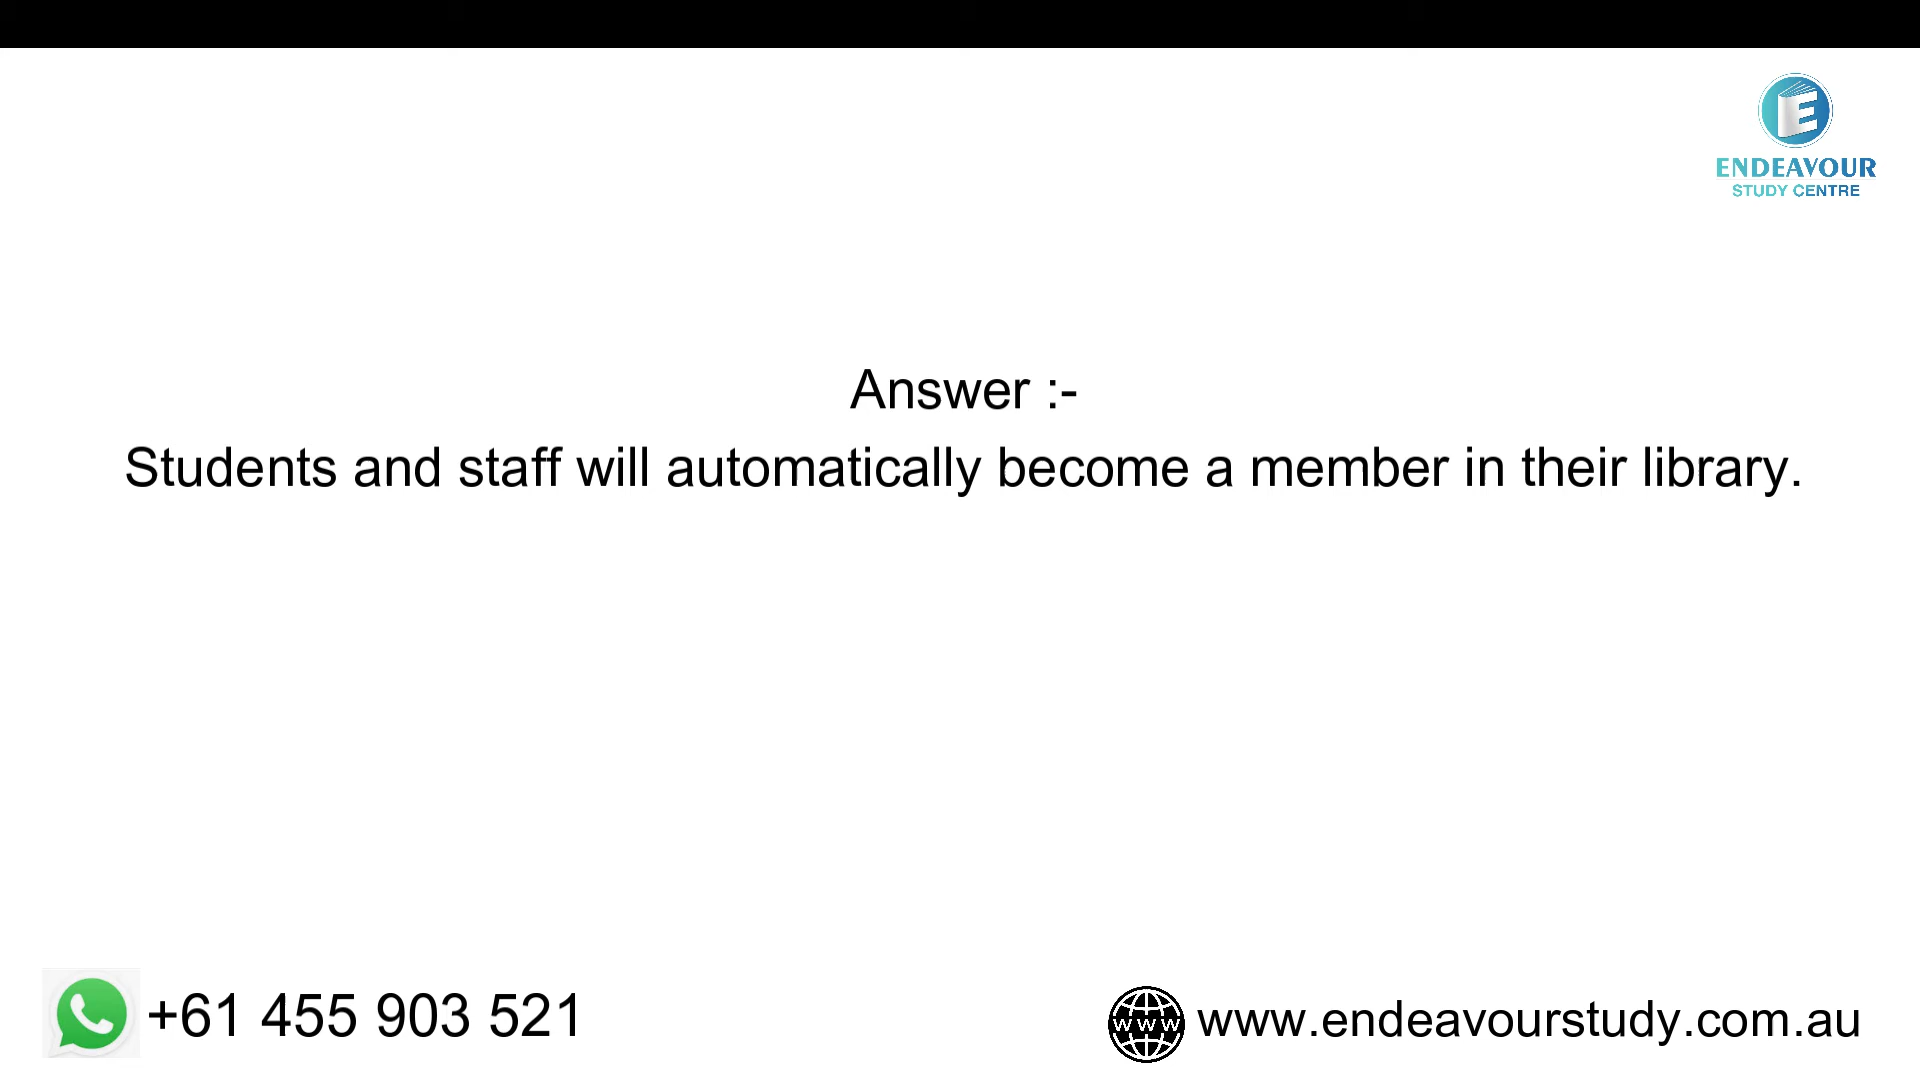 ENDEAVOUR
STUDY CENTRE
Answer :-
Students and staff will automatically become a member in their library.
+61 455 903 521
www www.endeavourstudy.com.au